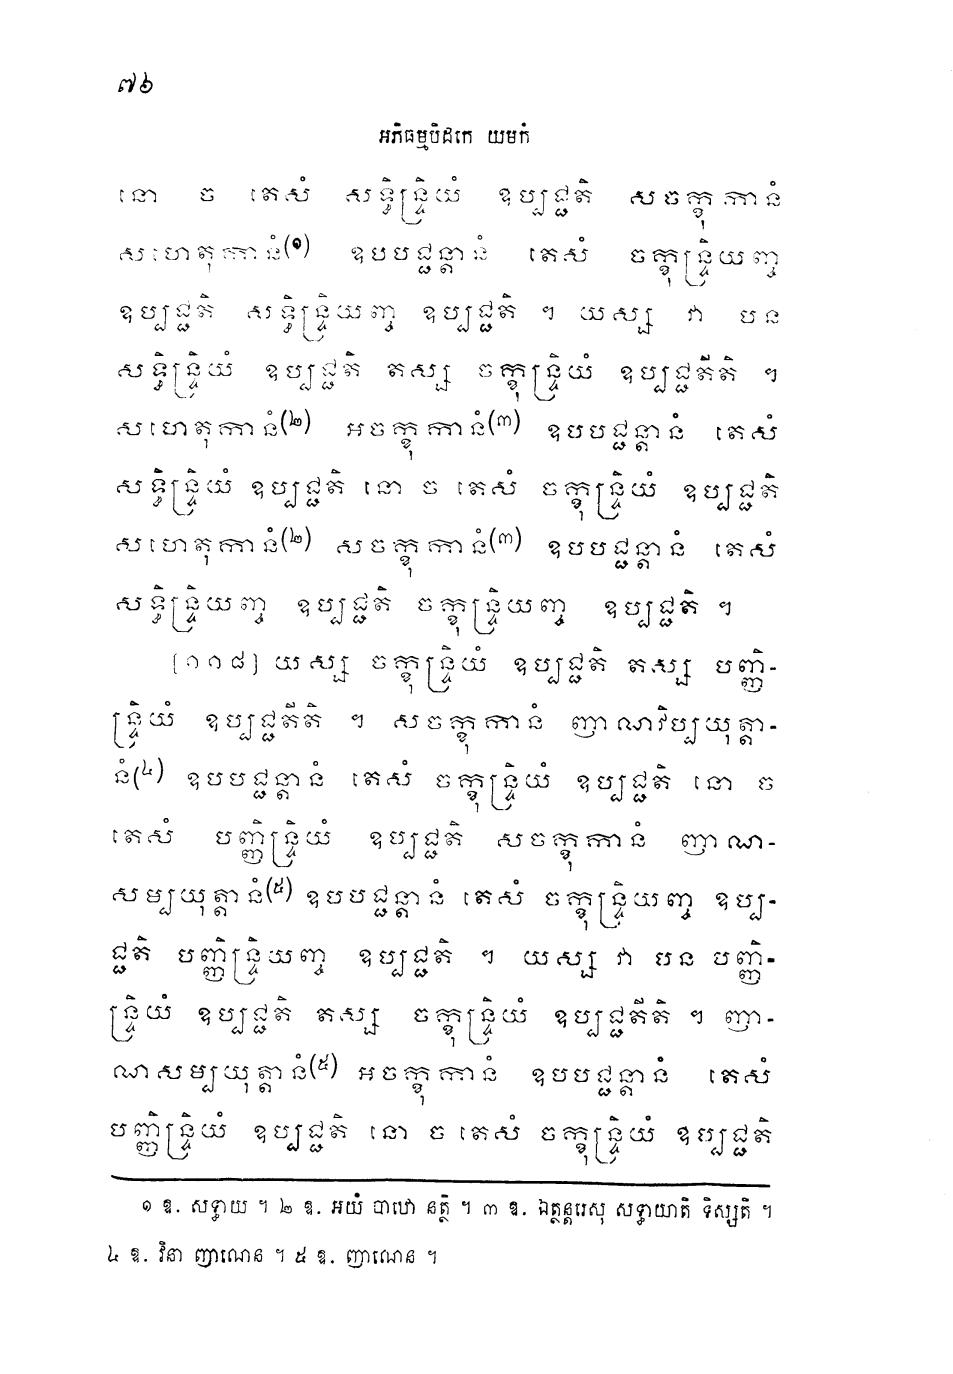 ៧៦
អភិធម្មបិដកេ យមកំ
នោ ច តេសំ សទ្ធិន្ទ្រិយំ ឧប្បជ្ជតិ សចក្ខុកានំ
សហេតុកានំ(១) ឧបបជ្ជន្តានំ តេសំ ចក្ខុន្ទ្រិយញ្ច
ឧប្បជ្ជតិ សទ្ធិន្ទ្រិយញ្ច ឧប្បជ្ជតិ ។ យស្ស វា បន
សទ្ធិន្ទ្រិយំ ឧប្បជ្ជតិ តស្ស ចក្ខុន្ទ្រិយំ ឧប្បជ្ជតីតិ ។
សហេតុកានំ(២) អចក្ខុកានំ(៣) ឧបបជ្ជន្តានំ តេសំ
សទ្ធិន្ទ្រិយំ ឧប្បជ្ជតិ នោ ច តេសំ ចក្ខុន្ទ្រិយំ ឧប្បជ្ជតិ
សហេតុកានំ(២) សចក្ខុកានំ(៣) ឧបបជ្ជន្តានំ តេសំ
សទ្ធិន្ទ្រិយញ្ច ឧប្បជ្ជតិ ចក្ខុន្ទ្រិយញ្ច ឧប្បជ្ជតិ ។
[១១៨] យស្ស ចក្ខុន្ទ្រិយំ ឧប្បជ្ជតិ តស្ស បញ្ញិ-
ន្ទ្រិយំ ឧប្បជ្ជតីតិ ។ សចក្ខុកានំ ញាណវិប្បយុត្តា-
នំ(៤) ឧបបជ្ជន្តានំ តេសំ ចក្ខុន្ទ្រិយំ ឧប្បជ្ជតិ នោ ច
តេសំ បញ្ញិន្ទ្រិយំ ឧប្បជ្ជតិ សចក្ខុកានំ ញាណ-
សម្បយុត្តានំ(៥) ឧបបជ្ជន្តានំ តេសំ ចក្ខុន្ទ្រិយញ្ច ឧប្ប-
ជ្ជតិ បញ្ញិន្ទ្រិយញ្ច ឧប្បជ្ជតិ ។ យស្ស វា បន បញ្ញិ-
ន្ទ្រិយំ ឧប្បជ្ជតិ តស្ស ចក្ខុន្ទ្រិយំ ឧប្បជ្ជតីតិ ។ ញា-
ណសម្បយុត្តានំ(៥) អចក្ខុកានំ ឧបបជ្ជន្តានំ តេសំ
បញ្ញិន្ទ្រិយំ ឧប្បជ្ជតិ នោ ច តេសំ ចក្ខុន្ទ្រិយំ ឧប្បជ្ជតិ
១ ឧ. សទ្ធាយ ។ ២ ឧ. អយំ បាឋោ នត្ថិ ។ ៣ ឧ. ឯត្ថន្តរេសុ សទ្ធាយាតិ ទិស្សតិ ។
៤ ឧ. វិនា ញាណេន ។ ៥ ឧ. ញាណេន ។